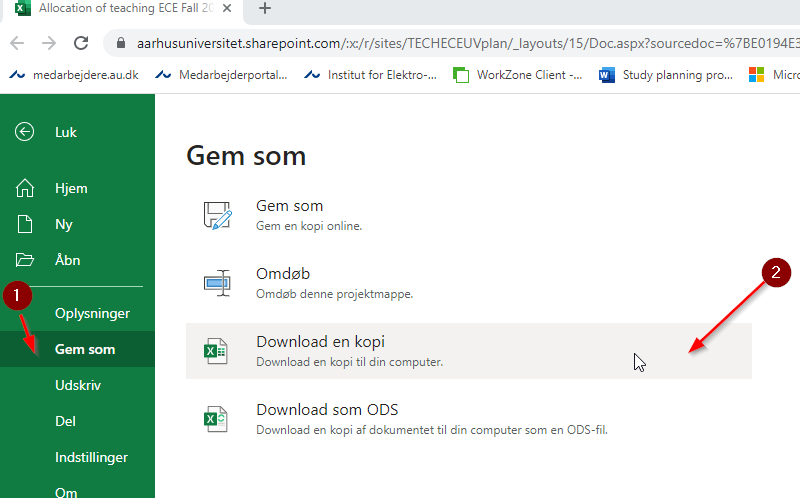 Allocation of teaching ECE Fall 20
aarhusuniversitet.sharepoint.com/:x:/r/sites/TECHECEUVplan/_layouts/15/Doc.aspx?sourcedoc=%7BE0194E3
medarbejdere.au.dk
Medarbejderportal...
Institut for Elektro-...
WorkZone Client -...
Study planning pro...
Micro
Luk
Hjem
Ny
Åbn
1
Oplysninger
Gem som
Udskriv
Del
Indstillinger
Om
Gem som
Gem som
Gem en kopi online.
Omdøb
Omdøb denne projektmappe.
2
Download en kopi
Download en kopi til din computer.
Download som ODS
Download en kopi af dokumentet til din computer som en ODS-fil.